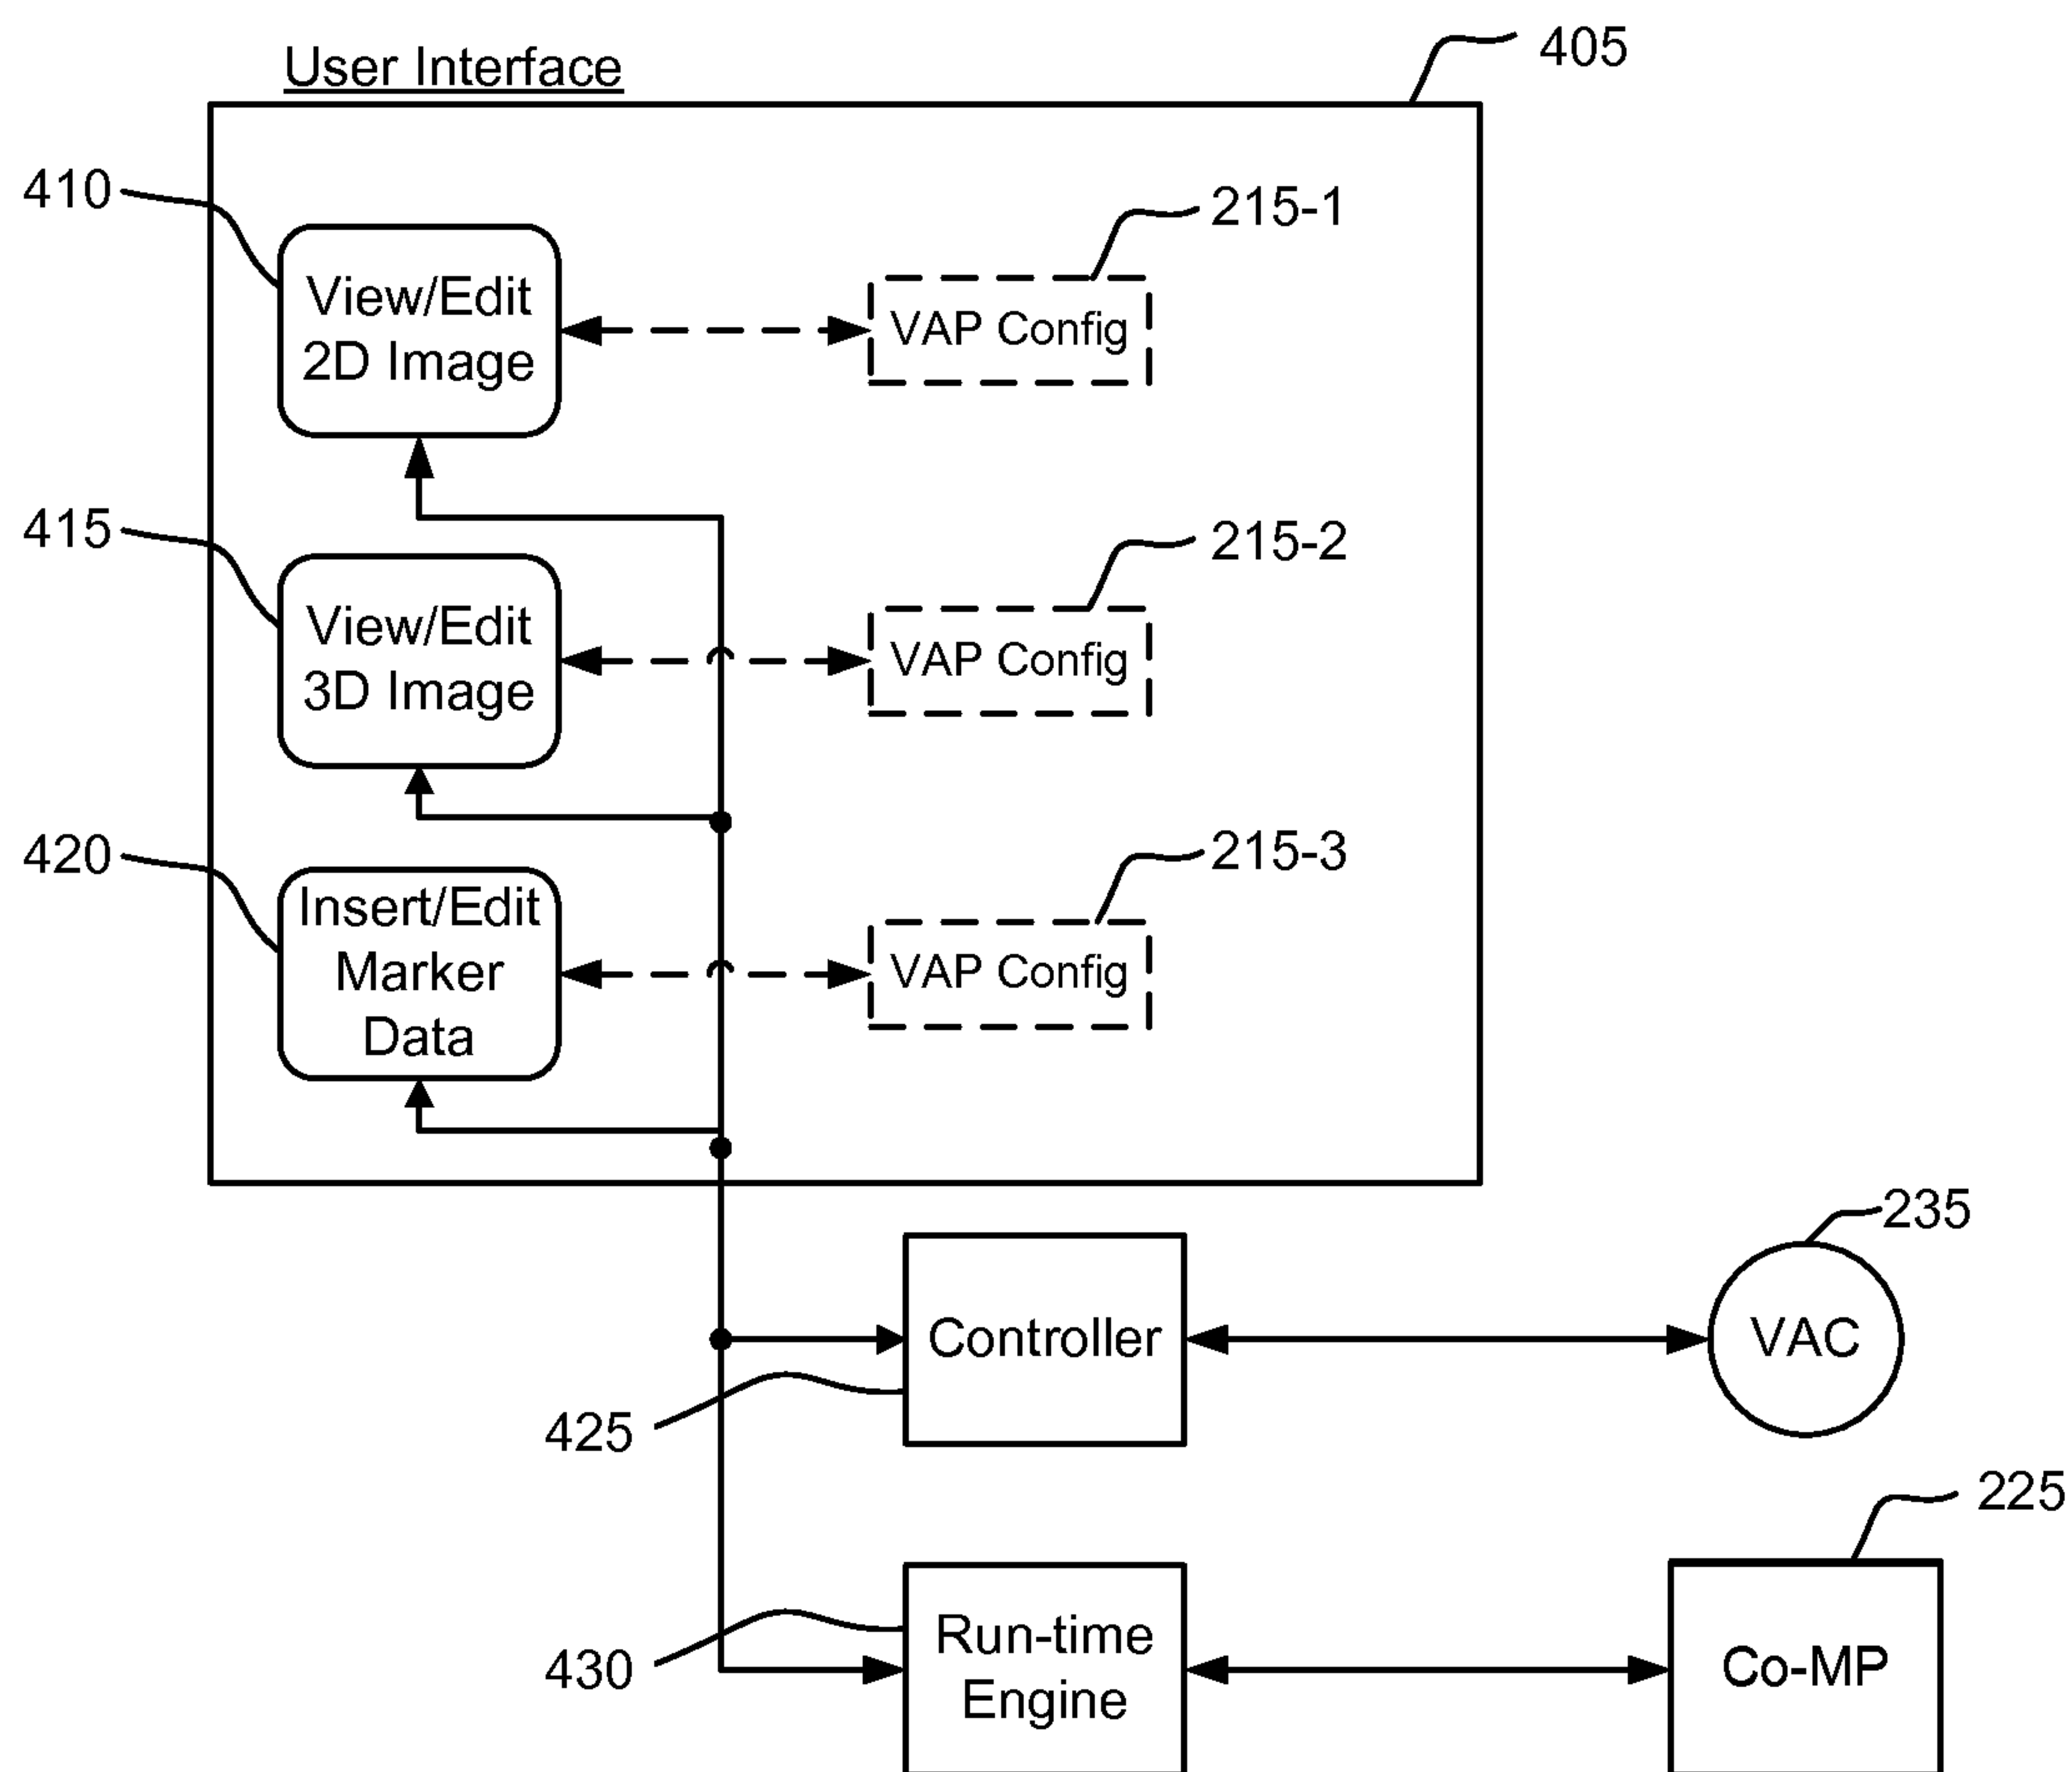 User Interface
405
410
215-1
View/Edit
2D Image
VAP Config
415
215-2
View/Edit
3D Image
VAP Config
420
215-3
Insert/Edit
Marker
Data
VAP Config
235
Controller
VAC
425
225
430
Run-time
Engine
Co-MP